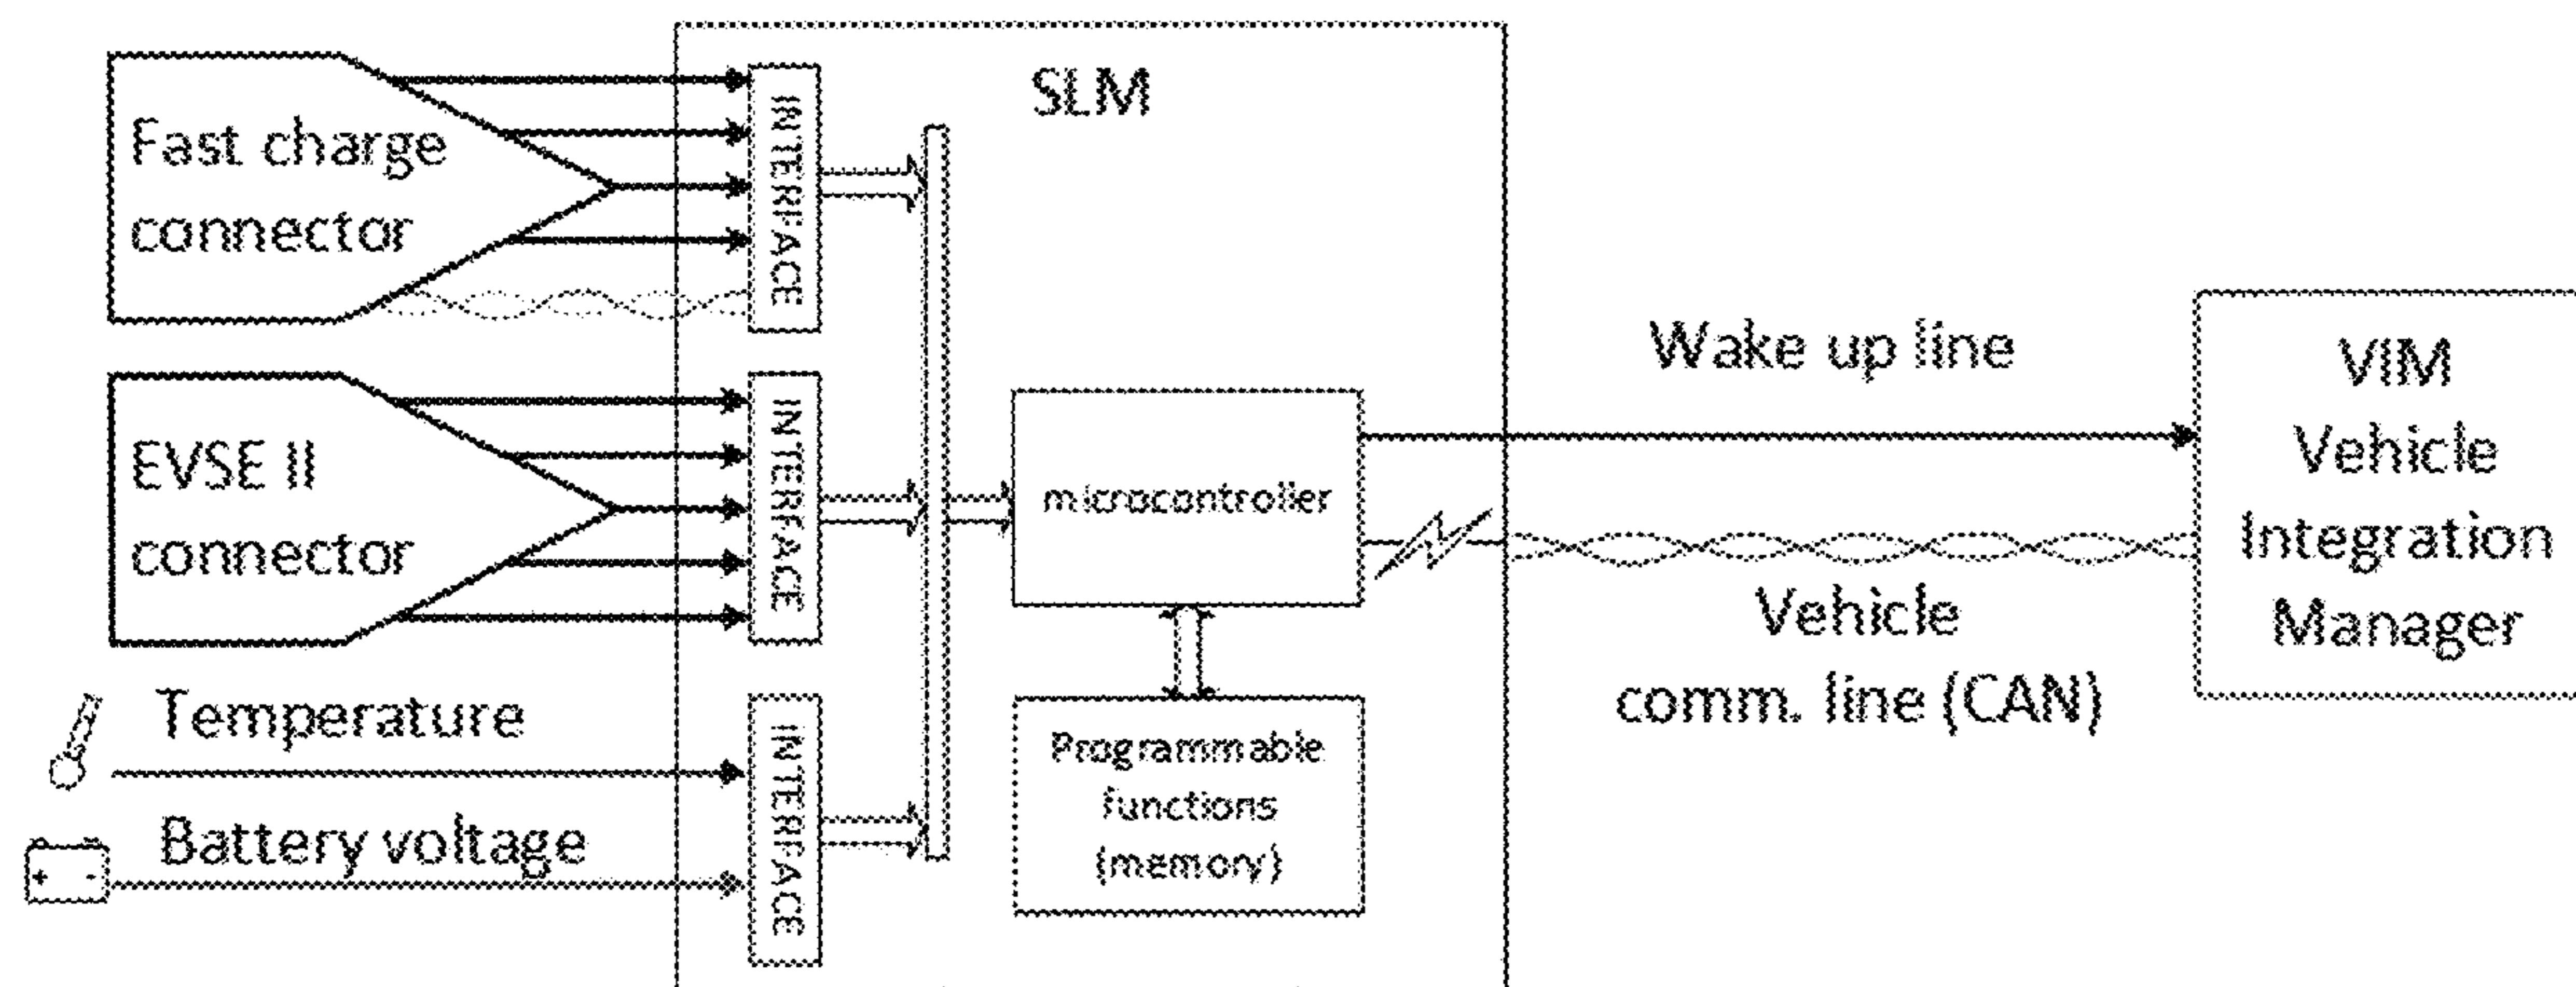 SLM
Fast charge
connector
INTERFACE
EVSE II
connector
INTERFACE
Temperature
Battery voltage
+ -
INTERFACE
microcontroller
Programmable
functions
(memory)
Wake up line
Vehicle
comm. line (CAN)
VIM
Vehicle
Integration
Manager